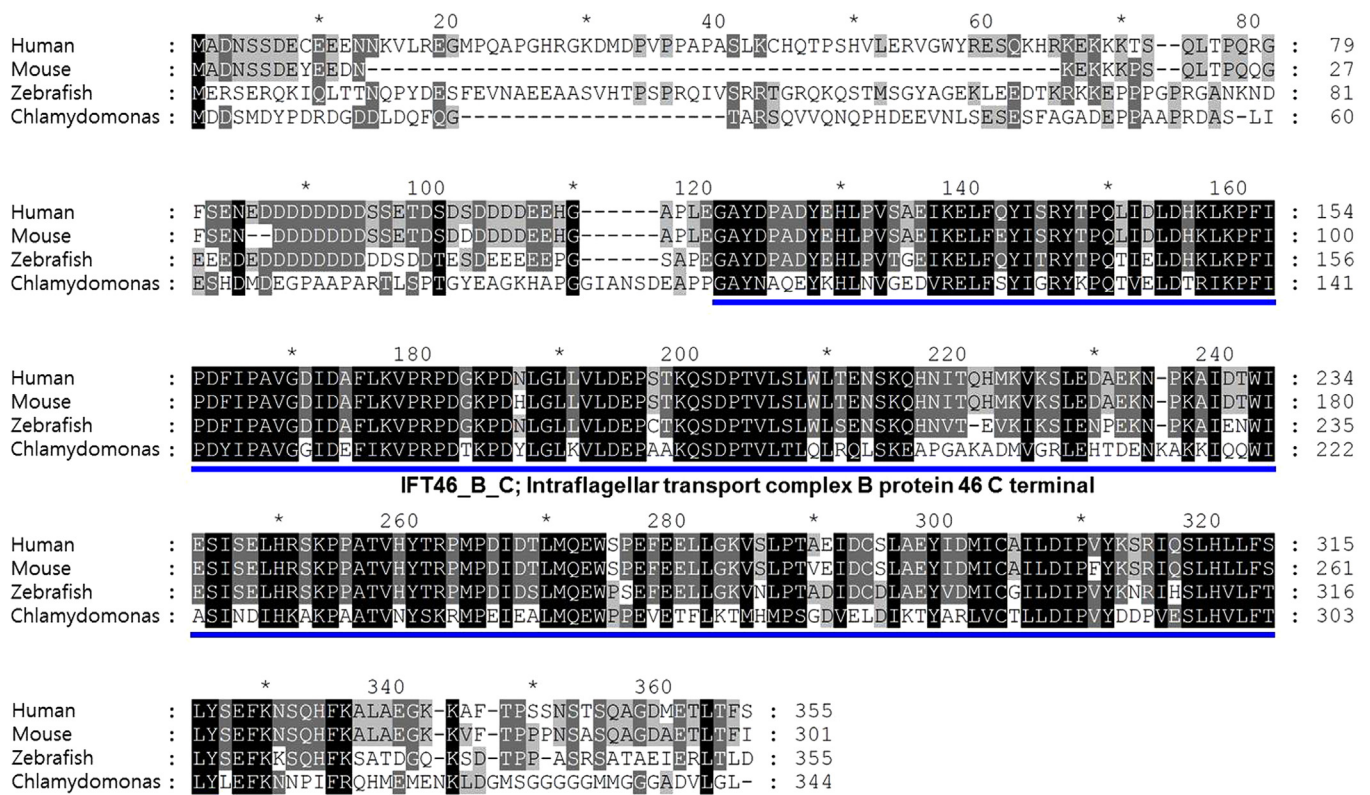 * 20 * 40 * 60 * 80
Human : MADNSSDECEEENNKVLREGMPQAPGHRGKDMDPVPPAPASLKCHQTPSHVLERVGWYRESQKHRKEKKKTS--QLTPQRG : 79
Mouse : MADNSSDEYEEDN----------------------------------------------------KEKKKPS--QLTPQQG : 27
Zebrafish : MERSERQKIQLTTNQPYDESFEVNAEEAASVHTPSPRQIVSRRTGRQKQSTMSGYAGEKLEEDTKRKKEPPPGPRGANKND : 81
Chlamydomonas : MDDSMDYPDRDGDDLDQFQG--------------------TARSQVVQNQPHDEEVNLSESESFAGADEPPAAPRDAS-LI : 60
* 100 * 120 * 140 * 160
Human : FSENEDDDDDDDDSSETDSDSDDDDEEHG------APLEGAYDPADYEHLPVSAEIKELFQYISRYTPQLIDLDHKLKPFI : 154
Mouse : FSEN--DDDDDDDSSETDSDDDDDDEEHG------APLEGAYDPADYEHLPVSAEIKELFEYISRYTPQLIDLDHKLKPFI : 100
Zebrafish : EEEDEDDDDDDDDDDSDDTESDEEEEEPG------SAPEGAYDPADYEHLPVTGEIKELFQYITRYTPQTIELDHKLKPFI : 156
Chlamydomonas : ESHDMDEGPAAPARTLSPTGYEAGKHAPGGIANSDEAPPGAYNAQEYKHLNVGEDVRELFSYIGRYKPQTVELDTRIKPFI : 141
* 180 * 200 * 220 * 240
Human : PDFIPAVGDIDAFLKVPRPDGKPDNLGLLVLDEPSTKQSDPTVLSLWLTENSKQHNITQHMKVKSLEDAEKN-PKAIDTWI : 234
Mouse : PDFIPAVGDIDAFLKVPRPDGKPDHLGLLVLDEPSTKQSDPTVLSLWLTENSKQHNITQHMKVKSLEDAEKN-PKAIDTWI : 180
Zebrafish : PDFIPAVGDIDAFLKVPRPDGKPDNLGLLVLDEPCTKQSDPTVLSLWLTENSKQHNVT-EVKIKSIENPEKN-PKAIENWI : 235
Chlamydomonas : PDYIPAVGGIDEFIKVPRPDTKPDYLGLKVLDEPAAKQSDPTVLTLQLRQLSKEAPGAKADMVGRLEHTDENKAKKIQQWI : 222
IFT46_B_C; Intraflagellar transport complex B protein 46 C terminal
* 260 * 280 * 300 * 320
Human : ESISELHRSKPPATVHYTRPMPDIDTLMQEWSPEFEELLGKVSLPTAEIDCSLAEYIDMICAILDIPVYKSRIQSLHLLFS : 315
Mouse : ESISELHRSKPPATVHYTRPMPDIDTLMQEWSPEFEELLGKVSLPTVEIDCSLAEYIDMICAILDIPFYKSRIQSLHLLFS : 261
Zebrafish : ESISELHRSKPPATVHYTRPMPDIDSLMQEWPSEFEELLGKVNLPTADIDCDLAEYVDMICGILDIPVYKNRIHSLHVLFT : 316
Chlamydomonas : ASINDIHKAKPAATVNYSKRMPEIEALMQEWPPEVETFLKTMHMPSGDVELDIKTYARLVCTLLDIPVYDDPVESLHVLFT : 303
* 340 * 360
Human : LYSEFKNSQHFKALAEGK-KAF-TPSSNSTSQAGDMETLTFS : 355
Mouse : LYSEFKNSQHFKALAEGK-KVF-TPPPNSASQAGDAETLTFI : 301
Zebrafish : LYSEFKKSQHFKSATDGQ-KSD-TPP-ASRSATAEIERLTLD : 355
Chlamydomonas : LYLEFKNNPIFRQHMEMENKLDGMSGGGGGMMGGGADVLGL- : 344